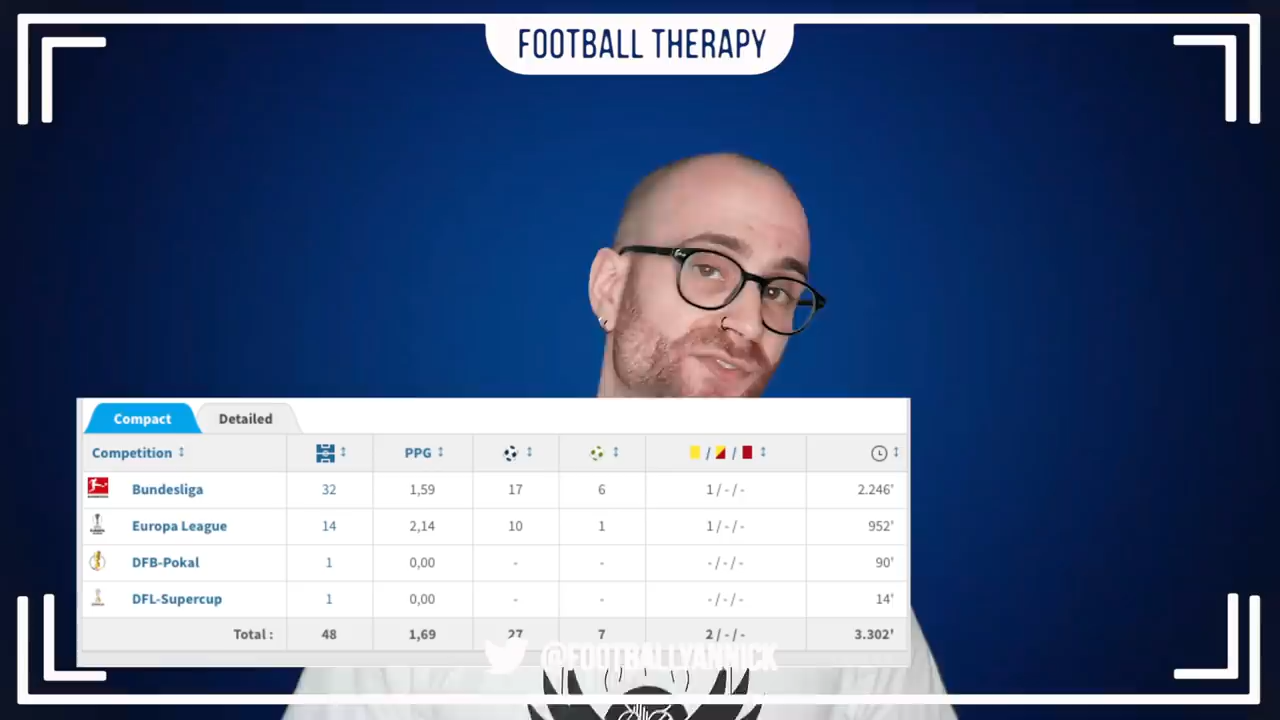 FOOTBALL THERAPY
Compact Detailed
Competition PPG / /
Bundesliga 32 1,59 17 6 1 / - / - 2.246'
Europa League 14 2,14 10 1 1 / - / - 952'
DFB-Pokal 1 0,00 - - - / - / - 90'
DFL-Supercup 1 0,00 - - - / - / - 14'
Total : 48 1,69 27 7 2 / - / - 3.302'
@FOOTBALLYANNICK